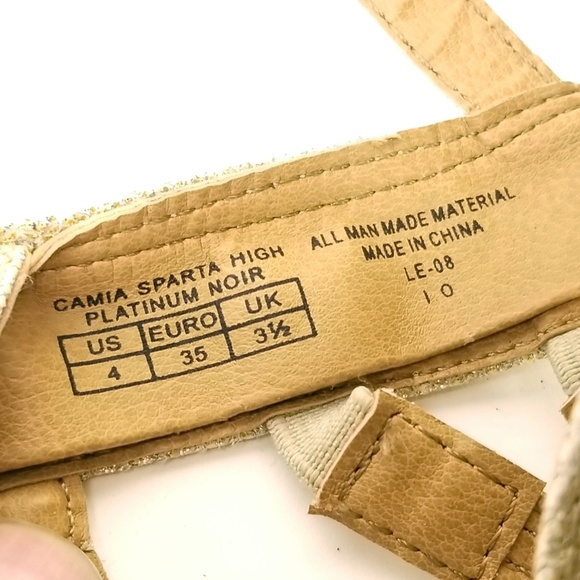 CAMIA SPARTA HIGH
PLATINUM NOIR
US EURO UK
4 35 3½
ALL MAN MADE MATERIAL
MADE IN CHINA
LE-08
10